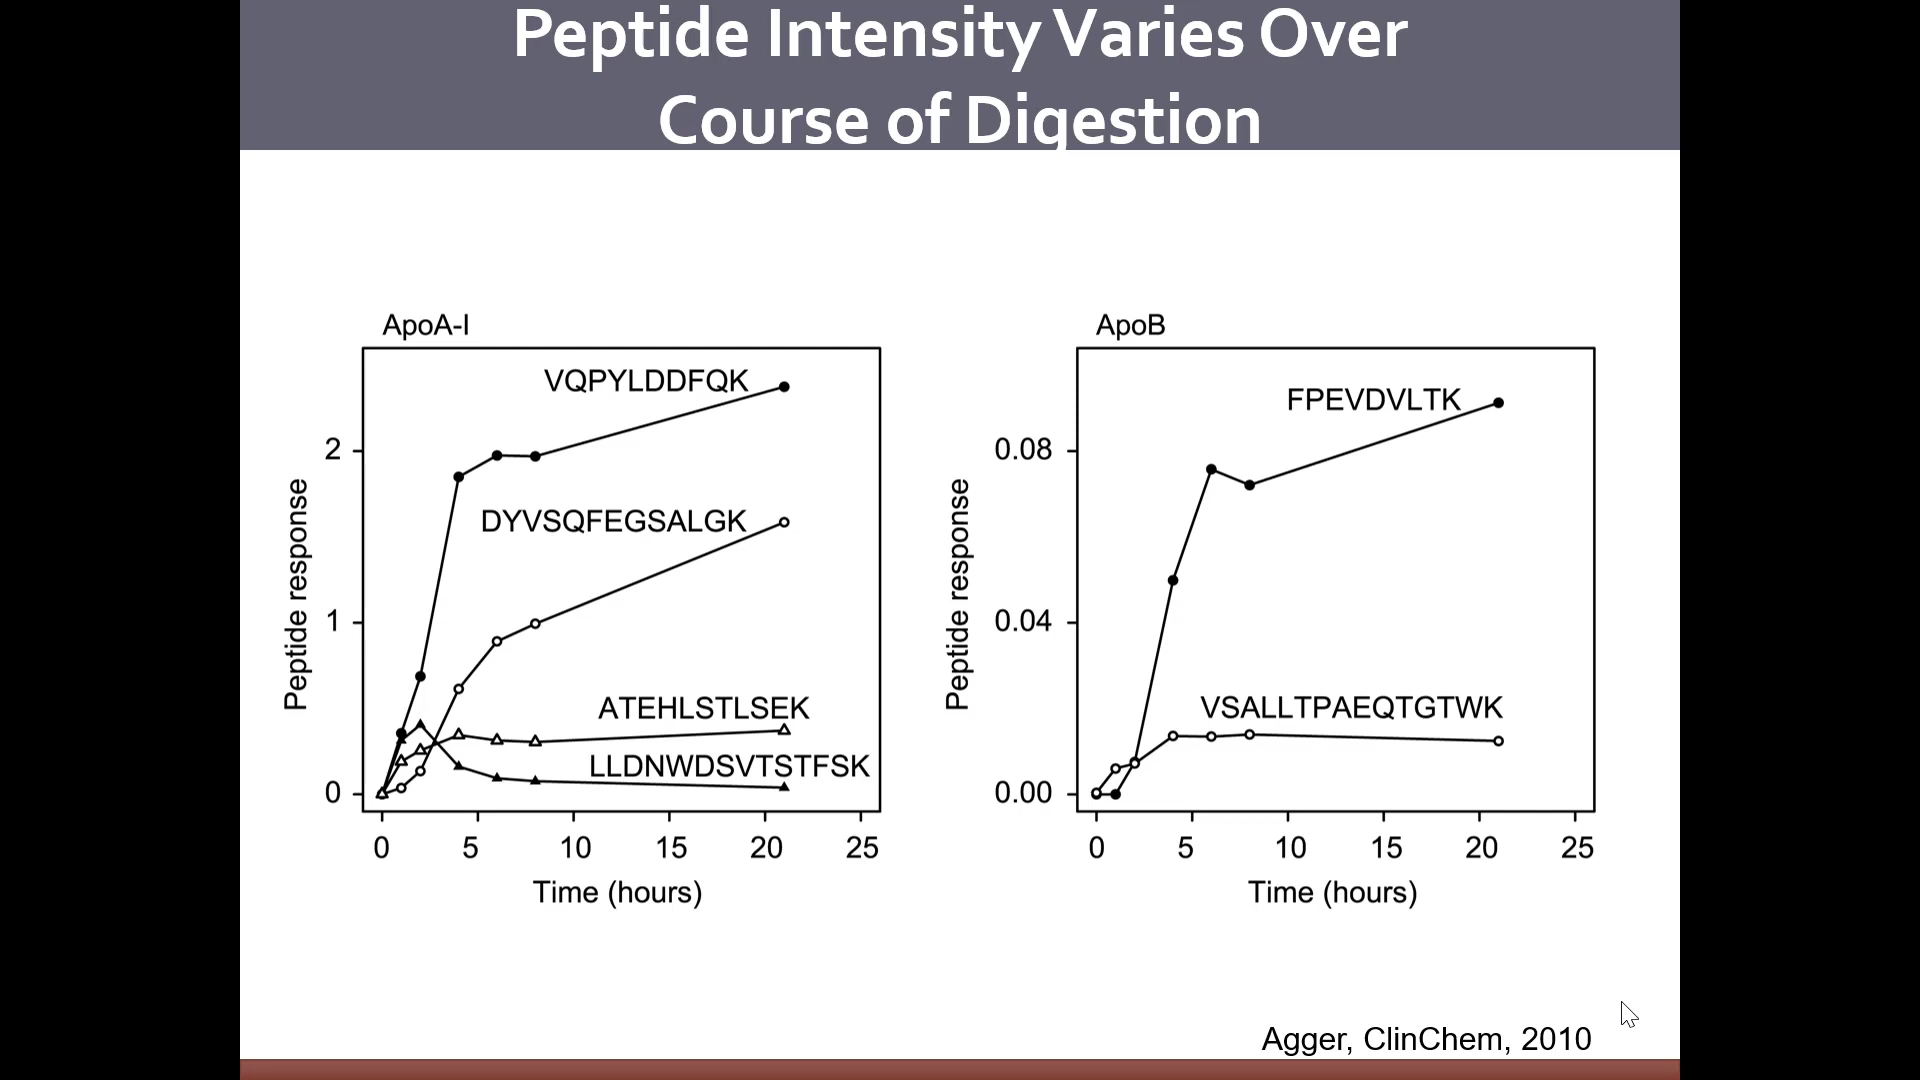 Peptide Intensity Varies Over
Course of Digestion
ApoA-I
VQPYLDDFQK
DYVSQFEGSALGK
ATEHLSTLSEK
LLDNWDSVTSTFSK
Peptide response
2
1
0
0 5 10 15 20 25
Time (hours)
ApoB
FPEVDVLTK
VSALLTPAEQTGTWK
Peptide response
0.08
0.04
0.00
0 5 10 15 20 25
Time (hours)
Agger, ClinChem, 2010